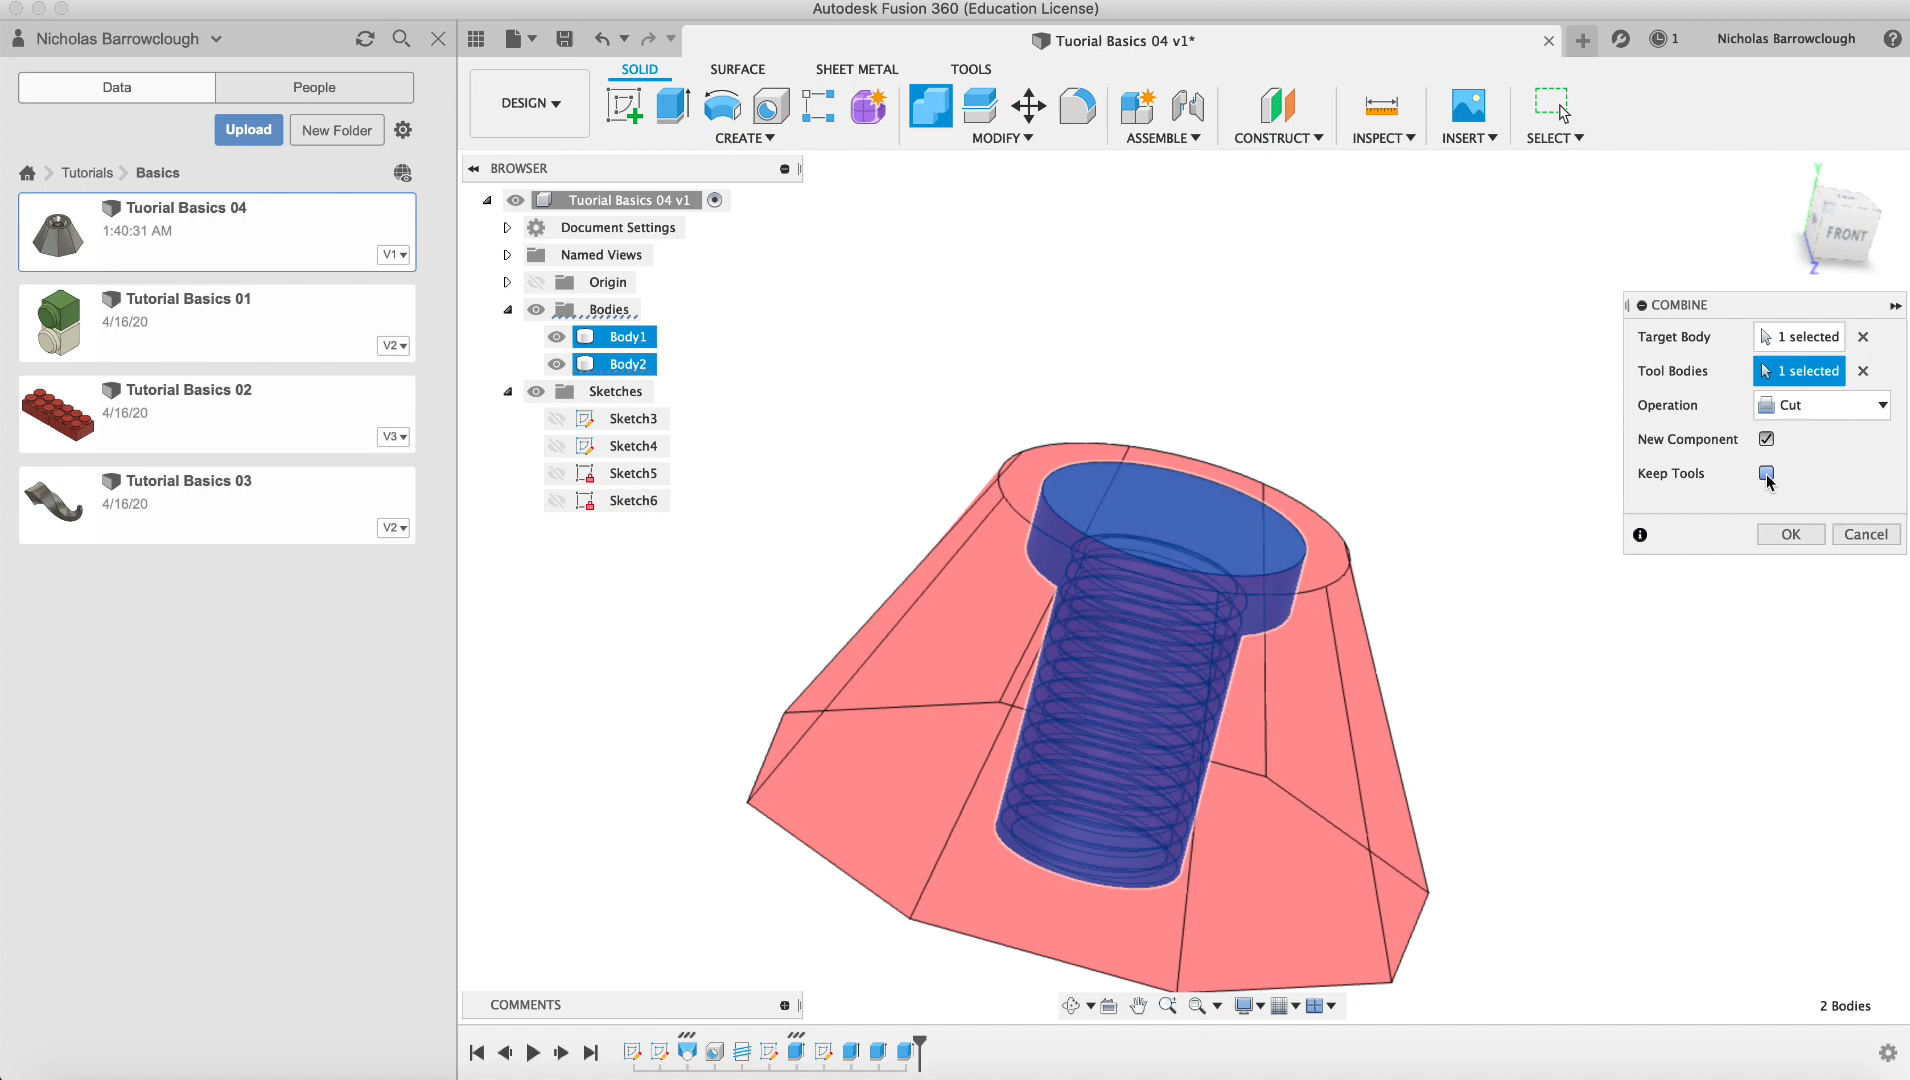 Autodesk Fusion 360 (Education License)
Nicholas Barrowclough
Tuorial Basics 04 v1*
1
Nicholas Barrowclough
Data
People
SOLID
SURFACE
SHEET METAL
TOOLS
DESIGN
CREATE
MODIFY
ASSEMBLE
CONSTRUCT
INSPECT
INSERT
SELECT
Upload
New Folder
Tutorials
Basics
Tuorial Basics 04
1:40:31 AM
V1
Tutorial Basics 01
4/16/20
V2
Tutorial Basics 02
4/16/20
V3
Tutorial Basics 03
4/16/20
V2
BROWSER
Tuorial Basics 04 v1
Document Settings
Named Views
Origin
Bodies
Body1
Body2
Sketches
Sketch3
Sketch4
Sketch5
Sketch6
Y
FRONT
Z
COMBINE
Target Body
1 selected
Tool Bodies
1 selected
Operation
Cut
New Component
Keep Tools
OK
Cancel
COMMENTS
2 Bodies